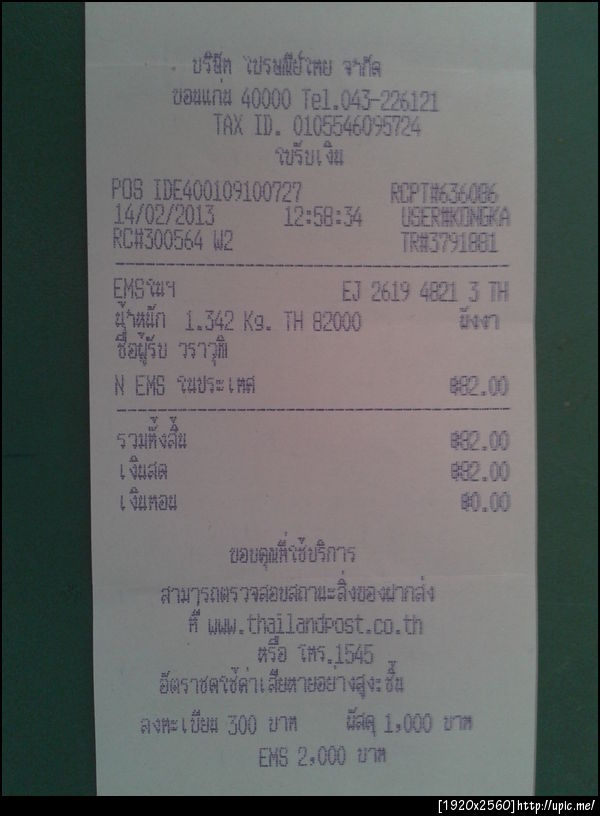 บริษัท ไปรษณีย์ไทย จำกัด
ขอนแก่น 40000 Tel.043-226121
TAX ID. 0105546095724
ใบรับเงิน
POS IDE400109100727 RCPT#636086
14/02/2013 12:58:34 USER#KONGKA
RC#300564 W2 TR#3791881
EMSในฯ EJ 2619 4821 3 TH
น้ำหนัก 1.342 Kg. TH 82000 พังงา
ชื่อผู้รับ วราวุฒิ
N EMS ในประเทศ ฿82.00
รวมทั้งสิ้น ฿82.00
เงินสด ฿82.00
เงินทอน ฿0.00
ขอบคุณที่ใช้บริการ
สามารถตรวจสอบสถานะสิ่งของฝากส่ง
ที่ www.thailandpost.co.th
หรือ โทร.1545
อัตราชดใช้ค่าเสียหายอย่างสูง:ชิ้น
ลงทะเบียน 300 บาท พัสดุ 1,000 บาท
EMS 2,000 บาท
[1920x2560]http://upic.me/